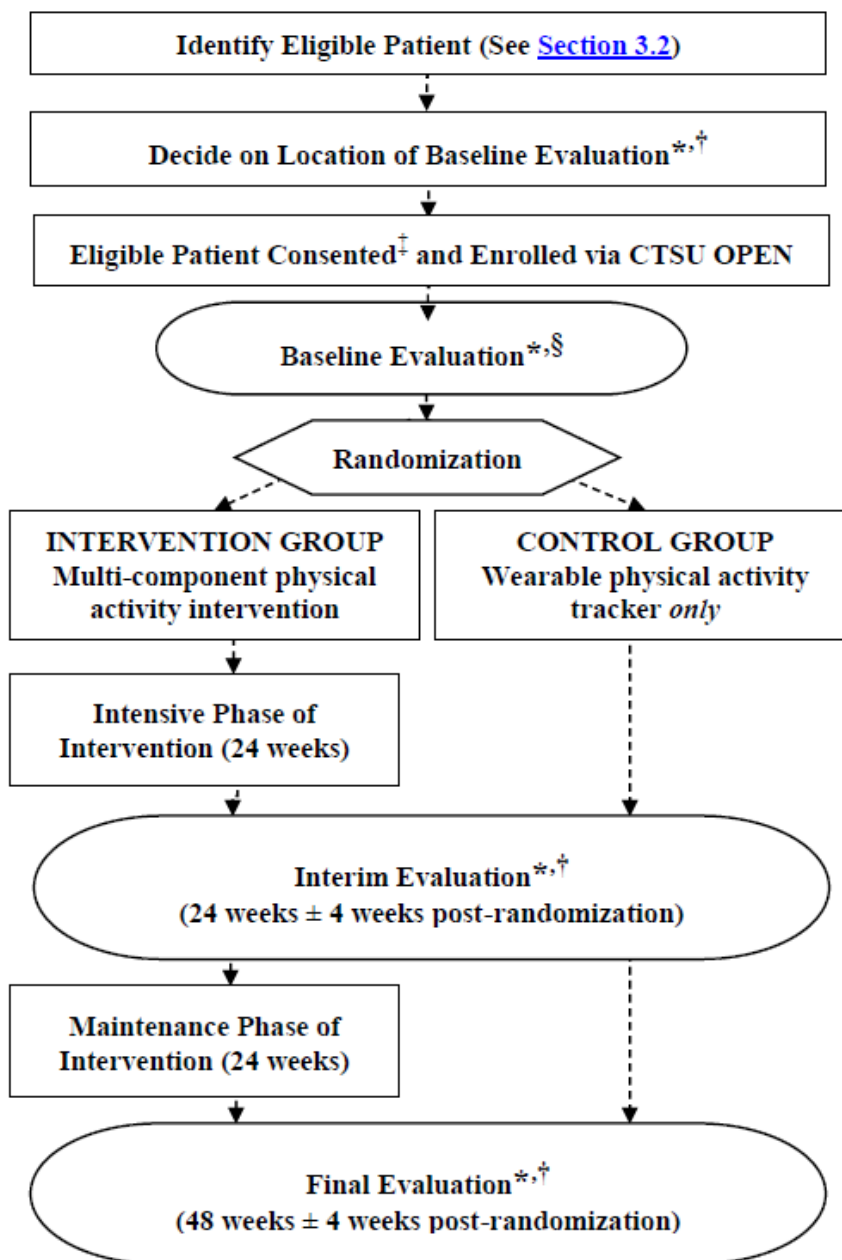 Identify Eligible Patient (See Section 3.2)
Decide on Location of Baseline Evaluation*,†
Eligible Patient Consented‡ and Enrolled via CTSU OPEN
Baseline Evaluation*,§
Randomization
INTERVENTION GROUP
Multi-component physical
activity intervention
CONTROL GROUP
Wearable physical activity
tracker only
Intensive Phase of
Intervention (24 weeks)
Interim Evaluation*,†
(24 weeks ± 4 weeks post-randomization)
Maintenance Phase of
Intervention (24 weeks)
Final Evaluation*,†
(48 weeks ± 4 weeks post-randomization)